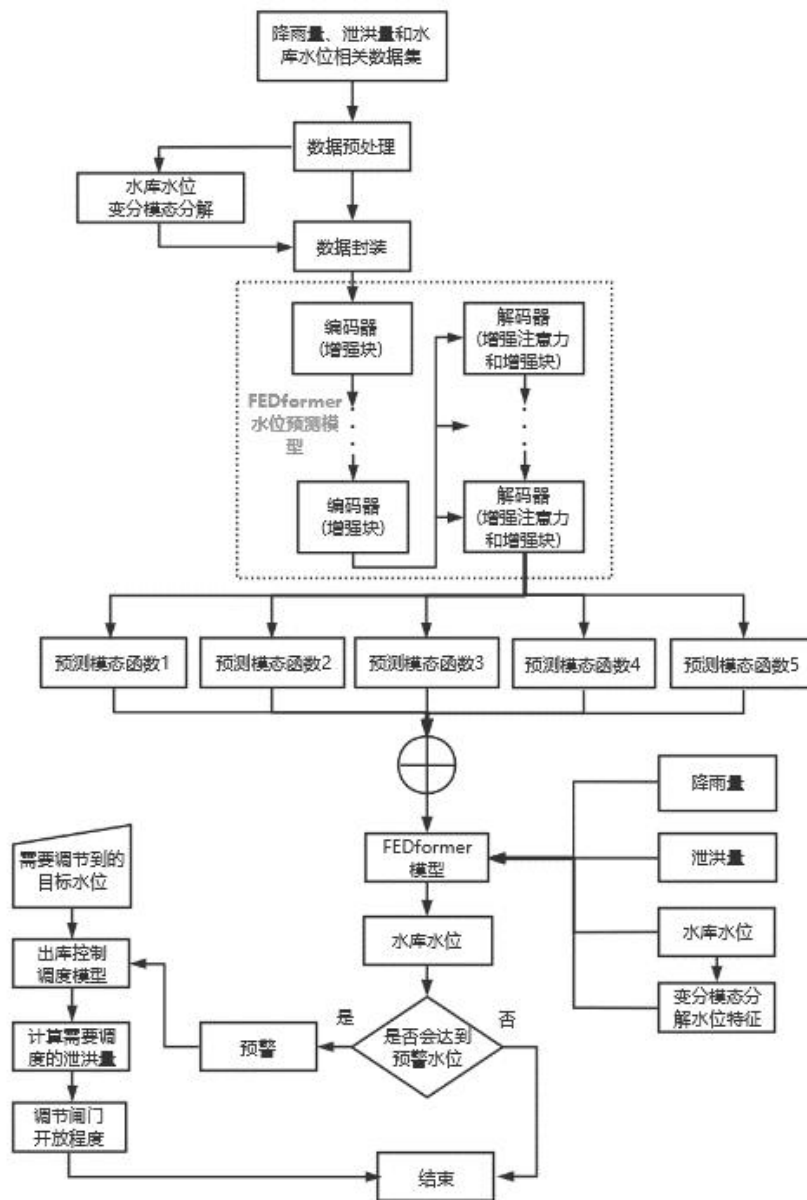 降雨量、泄洪量和水
库水位相关数据集
数据预处理
水库水位
变分模态分解
数据封装
编码器
(增强块)
解码器
(增强注意力
和增强块)
FEDformer
水位预测模
型
编码器
(增强块)
解码器
(增强注意力
和增强块)
预测模态函数1
预测模态函数2
预测模态函数3
预测模态函数4
预测模态函数5
降雨量
FEDformer
模型
泄洪量
需要调节到的
目标水位
水库水位
水库水位
出库控制
调度模型
变分模态分
解水位特征
是
否
预警
是否会达到
预警水位
计算需要调
度的泄洪量
调节闸门
开放程度
结束